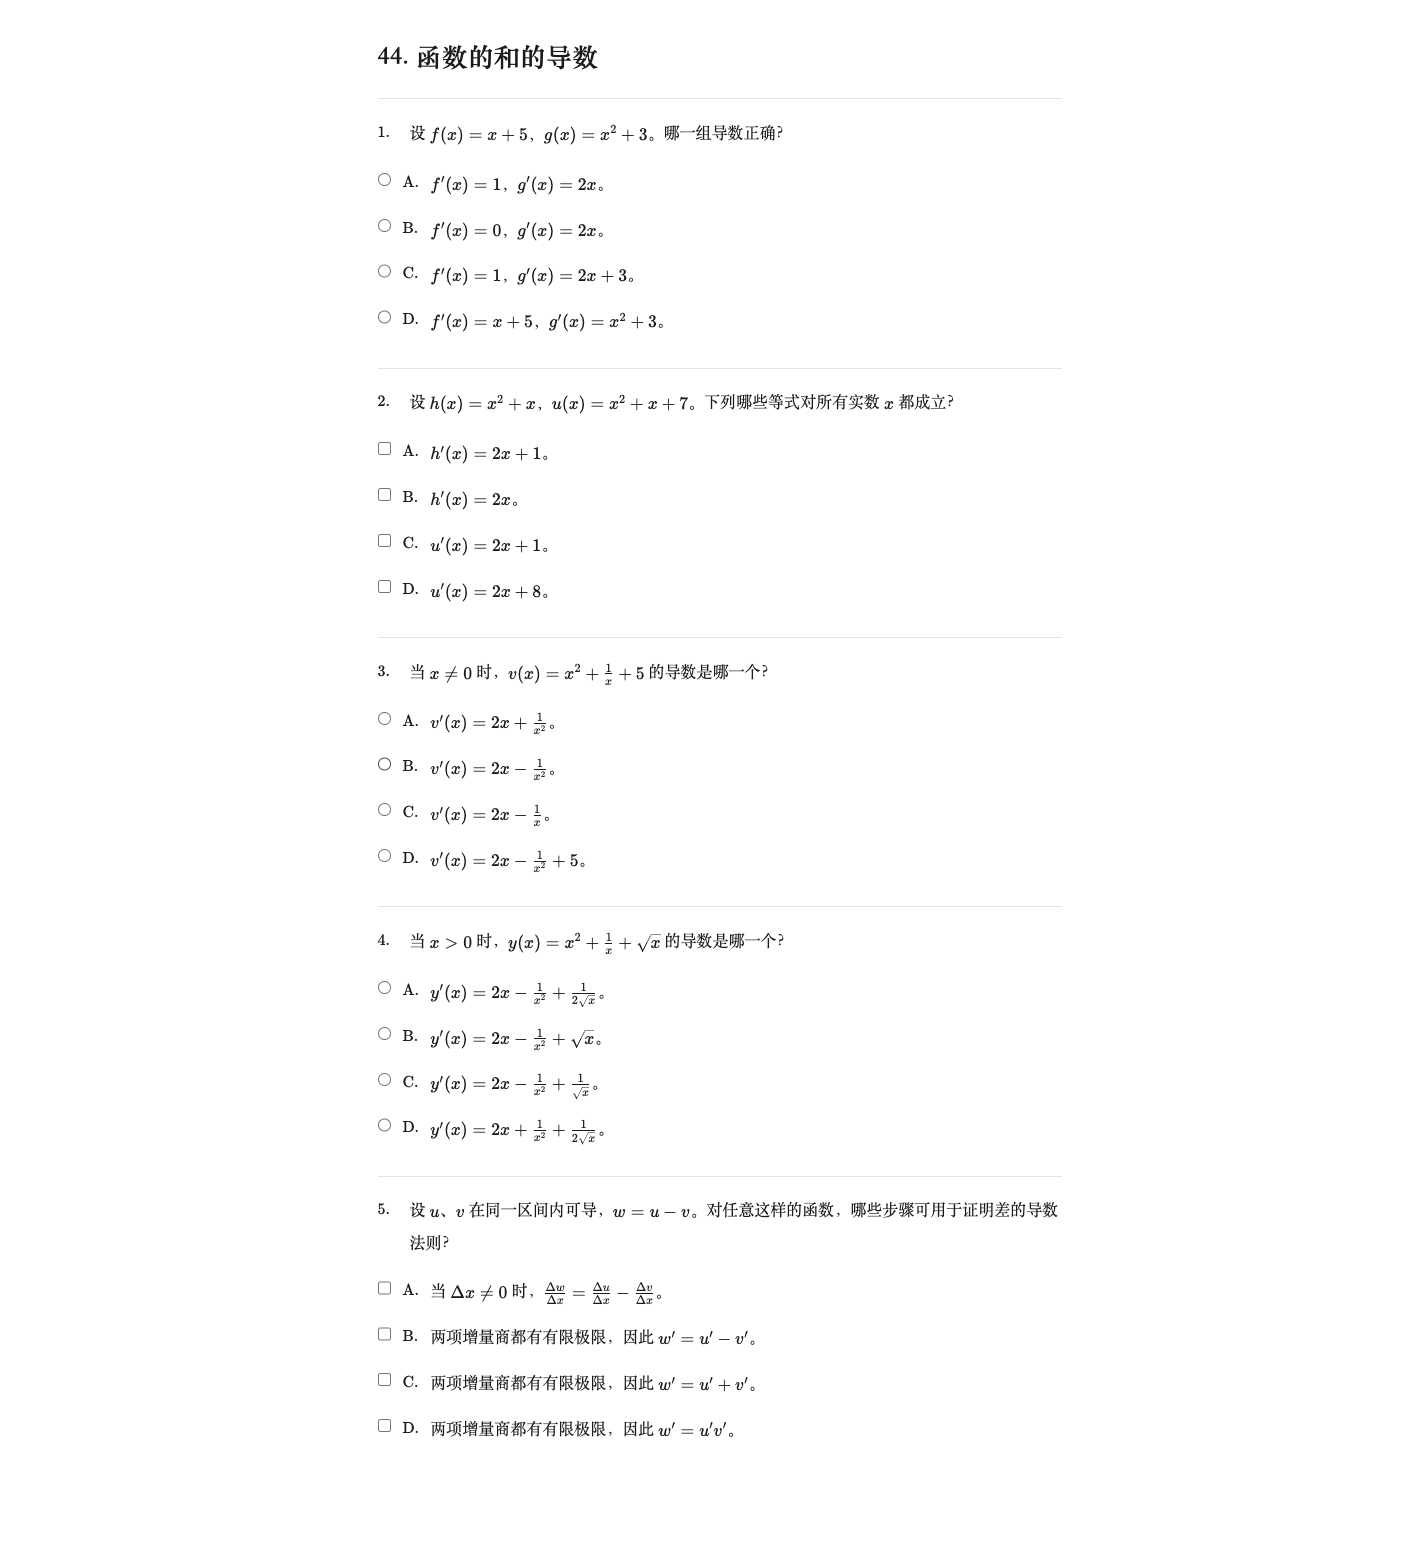 44. 函数的和的导数
1. 设 f(x) = x + 5，g(x) = x² + 3。哪一组导数正确?
A. f′(x) = 1，g′(x) = 2x。
B. f′(x) = 0，g′(x) = 2x。
C. f′(x) = 1，g′(x) = 2x + 3。
D. f′(x) = x + 5，g′(x) = x² + 3。
2. 设 h(x) = x² + x，u(x) = x² + x + 7。下列哪些等式对所有实数 x 都成立?
A. h′(x) = 2x + 1。
B. h′(x) = 2x。
C. u′(x) = 2x + 1。
D. u′(x) = 2x + 8。
3. 当 x ≠ 0 时，v(x) = x² + 1/x + 5 的导数是哪一个?
A. v′(x) = 2x + 1/x²。
B. v′(x) = 2x − 1/x²。
C. v′(x) = 2x − 1/x。
D. v′(x) = 2x − 1/x² + 5。
4. 当 x > 0 时，y(x) = x² + 1/x + √x 的导数是哪一个?
A. y′(x) = 2x − 1/x² + 1/(2√x)。
B. y′(x) = 2x − 1/x² + √x。
C. y′(x) = 2x − 1/x² + 1/√x。
D. y′(x) = 2x + 1/x² + 1/(2√x)。
5. 设 u、v 在同一区间内可导，w = u − v。对任意这样的函数，哪些步骤可用于证明差的导数
法则?
A. 当 Δx ≠ 0 时，Δw/Δx = Δu/Δx − Δv/Δx。
B. 两项增量商都有有限极限，因此 w′ = u′ − v′。
C. 两项增量商都有有限极限，因此 w′ = u′ + v′。
D. 两项增量商都有有限极限，因此 w′ = u′v′。